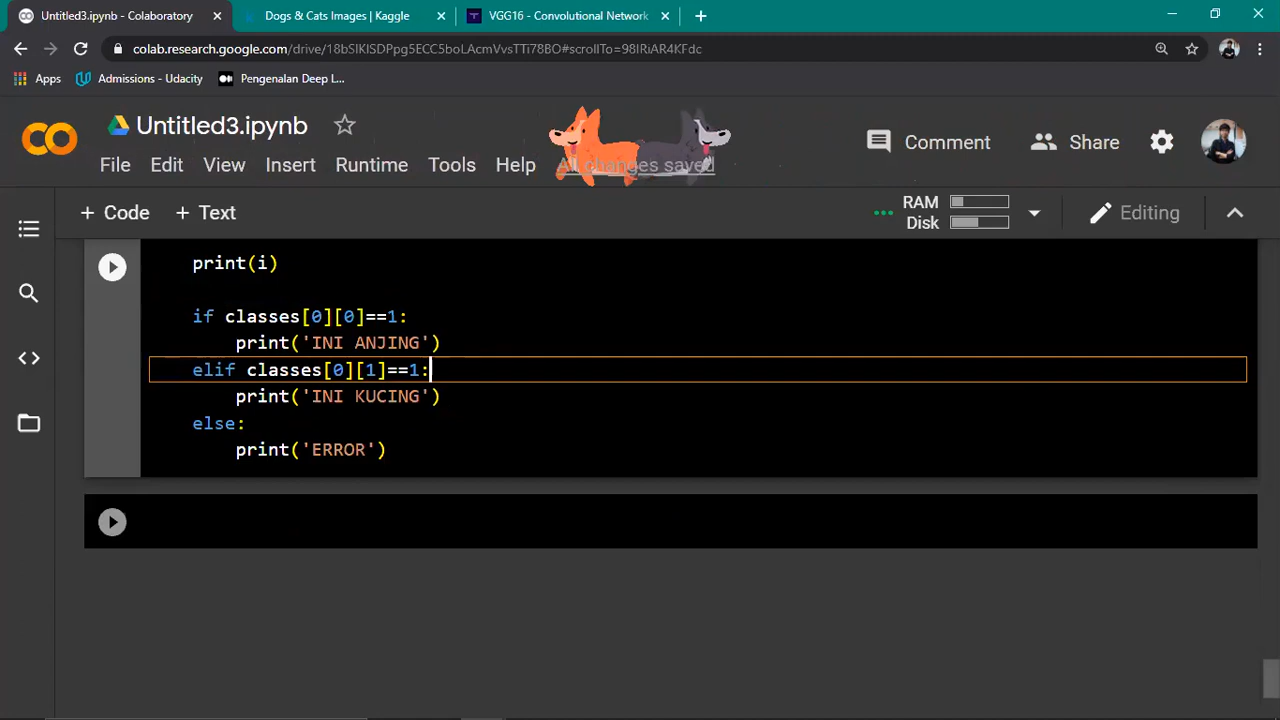 Untitled3.ipynb - Colaboratory
Dogs & Cats Images | Kaggle
VGG16 - Convolutional Network
colab.research.google.com/drive/18bSIKISDPpg5ECC5boLAcmVvsTTi78BO#scrollTo=98IRiAR4KFdc
Apps
Admissions - Udacity
Pengenalan Deep L...
CO
Untitled3.ipynb
Comment
Share
File Edit View Insert Runtime Tools Help All changes saved
+ Code + Text
RAM
Disk
Editing
print(i)
if classes[0][0]==1:
print('INI ANJING')
elif classes[0][1]==1:
print('INI KUCING')
else:
print('ERROR')